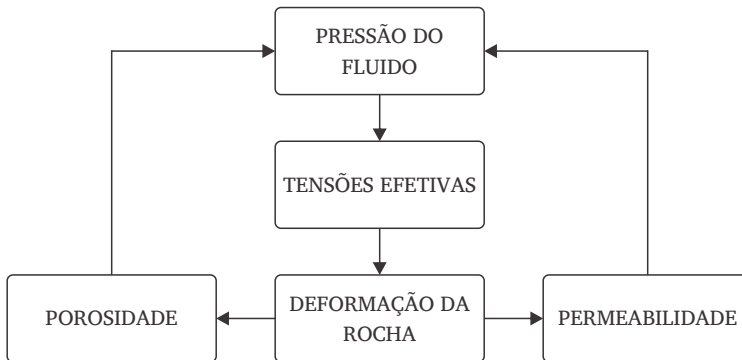 PRESSÃO DO
FLUIDO
TENSÕES EFETIVAS
POROSIDADE
DEFORMAÇÃO DA
ROCHA
PERMEABILIDADE